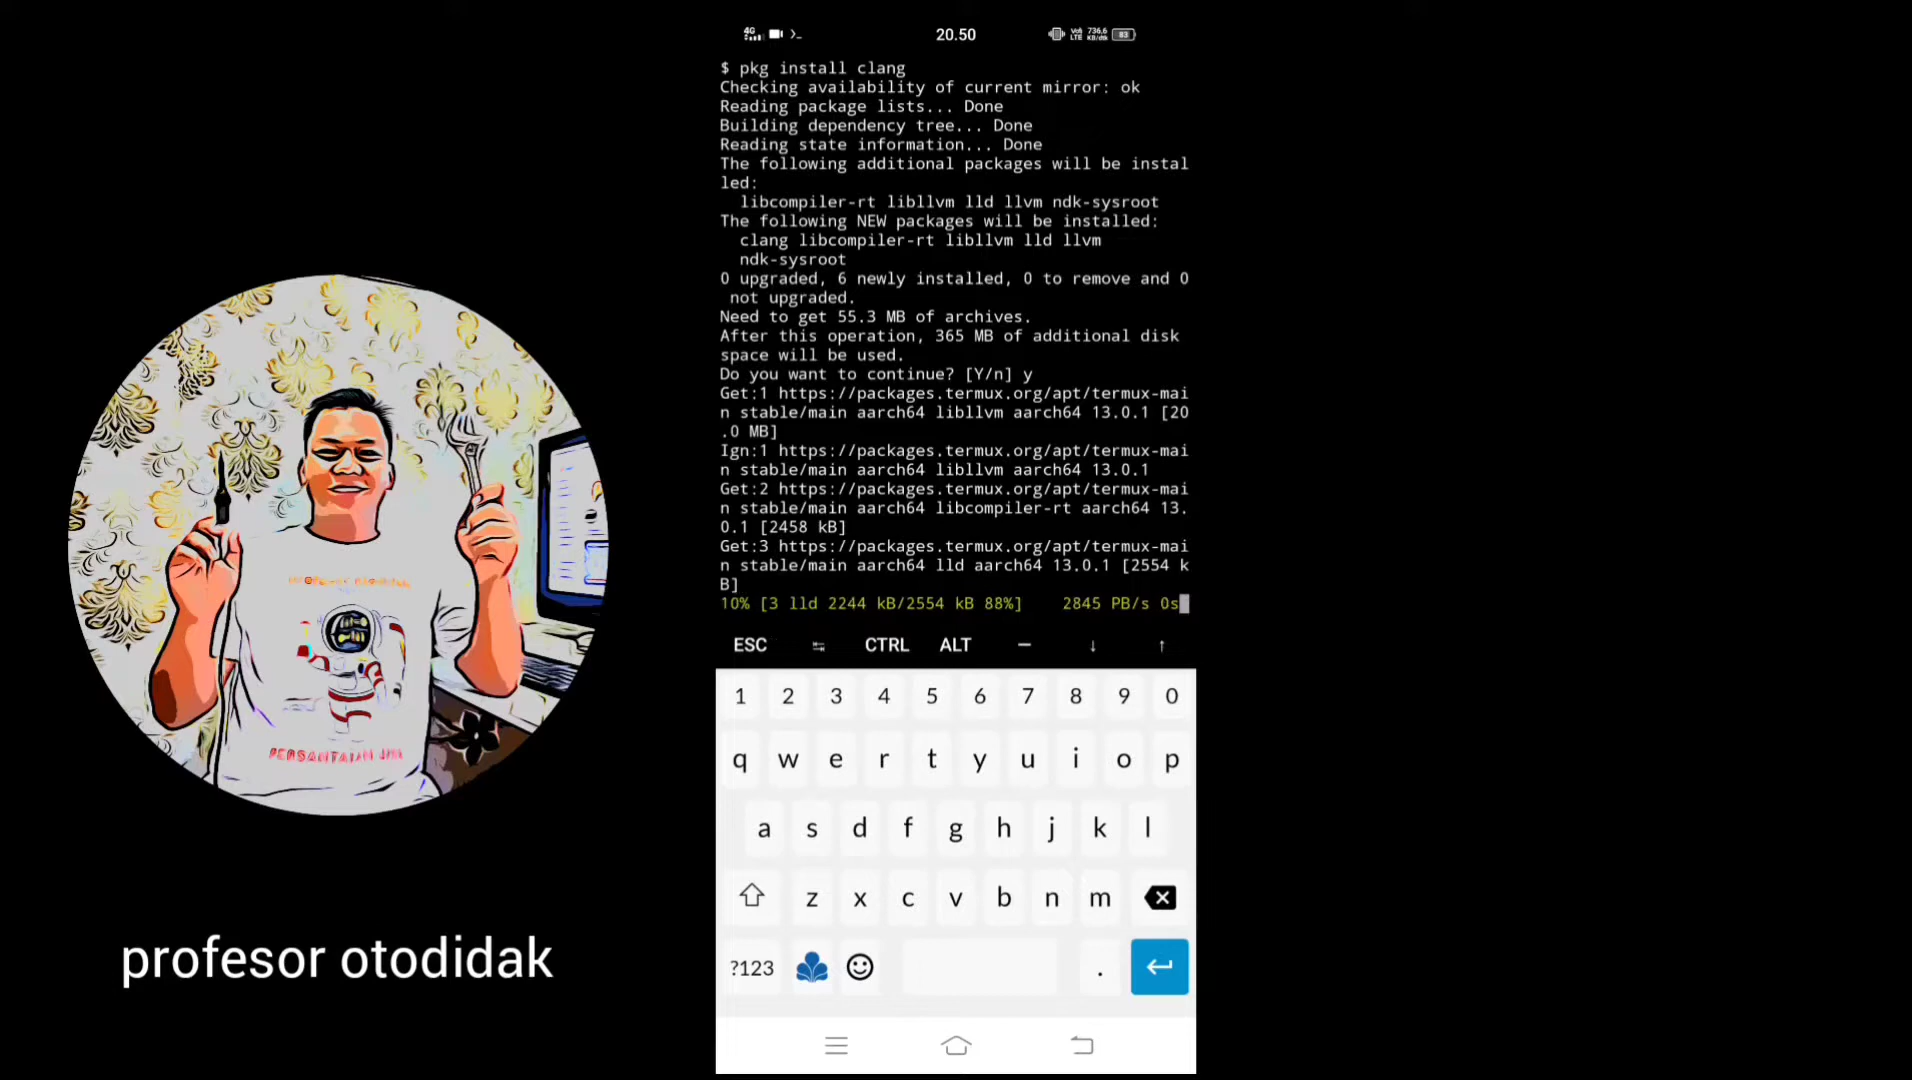 4G
20.50
Vo)) LTE
736,6 KB/dtk
83
$ pkg install clang
Checking availability of current mirror: ok
Reading package lists... Done
Building dependency tree... Done
Reading state information... Done
The following additional packages will be instal
led:
libcompiler-rt libllvm lld llvm ndk-sysroot
The following NEW packages will be installed:
clang libcompiler-rt libllvm lld llvm
ndk-sysroot
0 upgraded, 6 newly installed, 0 to remove and 0
not upgraded.
Need to get 55.3 MB of archives.
After this operation, 365 MB of additional disk
space will be used.
Do you want to continue? [Y/n] y
Get:1 https://packages.termux.org/apt/termux-mai
n stable/main aarch64 libllvm aarch64 13.0.1 [20
.0 MB]
Ign:1 https://packages.termux.org/apt/termux-mai
n stable/main aarch64 libllvm aarch64 13.0.1
Get:2 https://packages.termux.org/apt/termux-mai
n stable/main aarch64 libcompiler-rt aarch64 13.
0.1 [2458 kB]
Get:3 https://packages.termux.org/apt/termux-mai
n stable/main aarch64 lld aarch64 13.0.1 [2554 k
B]
10% [3 lld 2244 kB/2554 kB 88%] 2845 PB/s 0s
ESC ↹ CTRL ALT — ↓ ↑
1 2 3 4 5 6 7 8 9 0
q w e r t y u i o p
a s d f g h j k l
z x c v b n m
?123 .
profesor otodidak